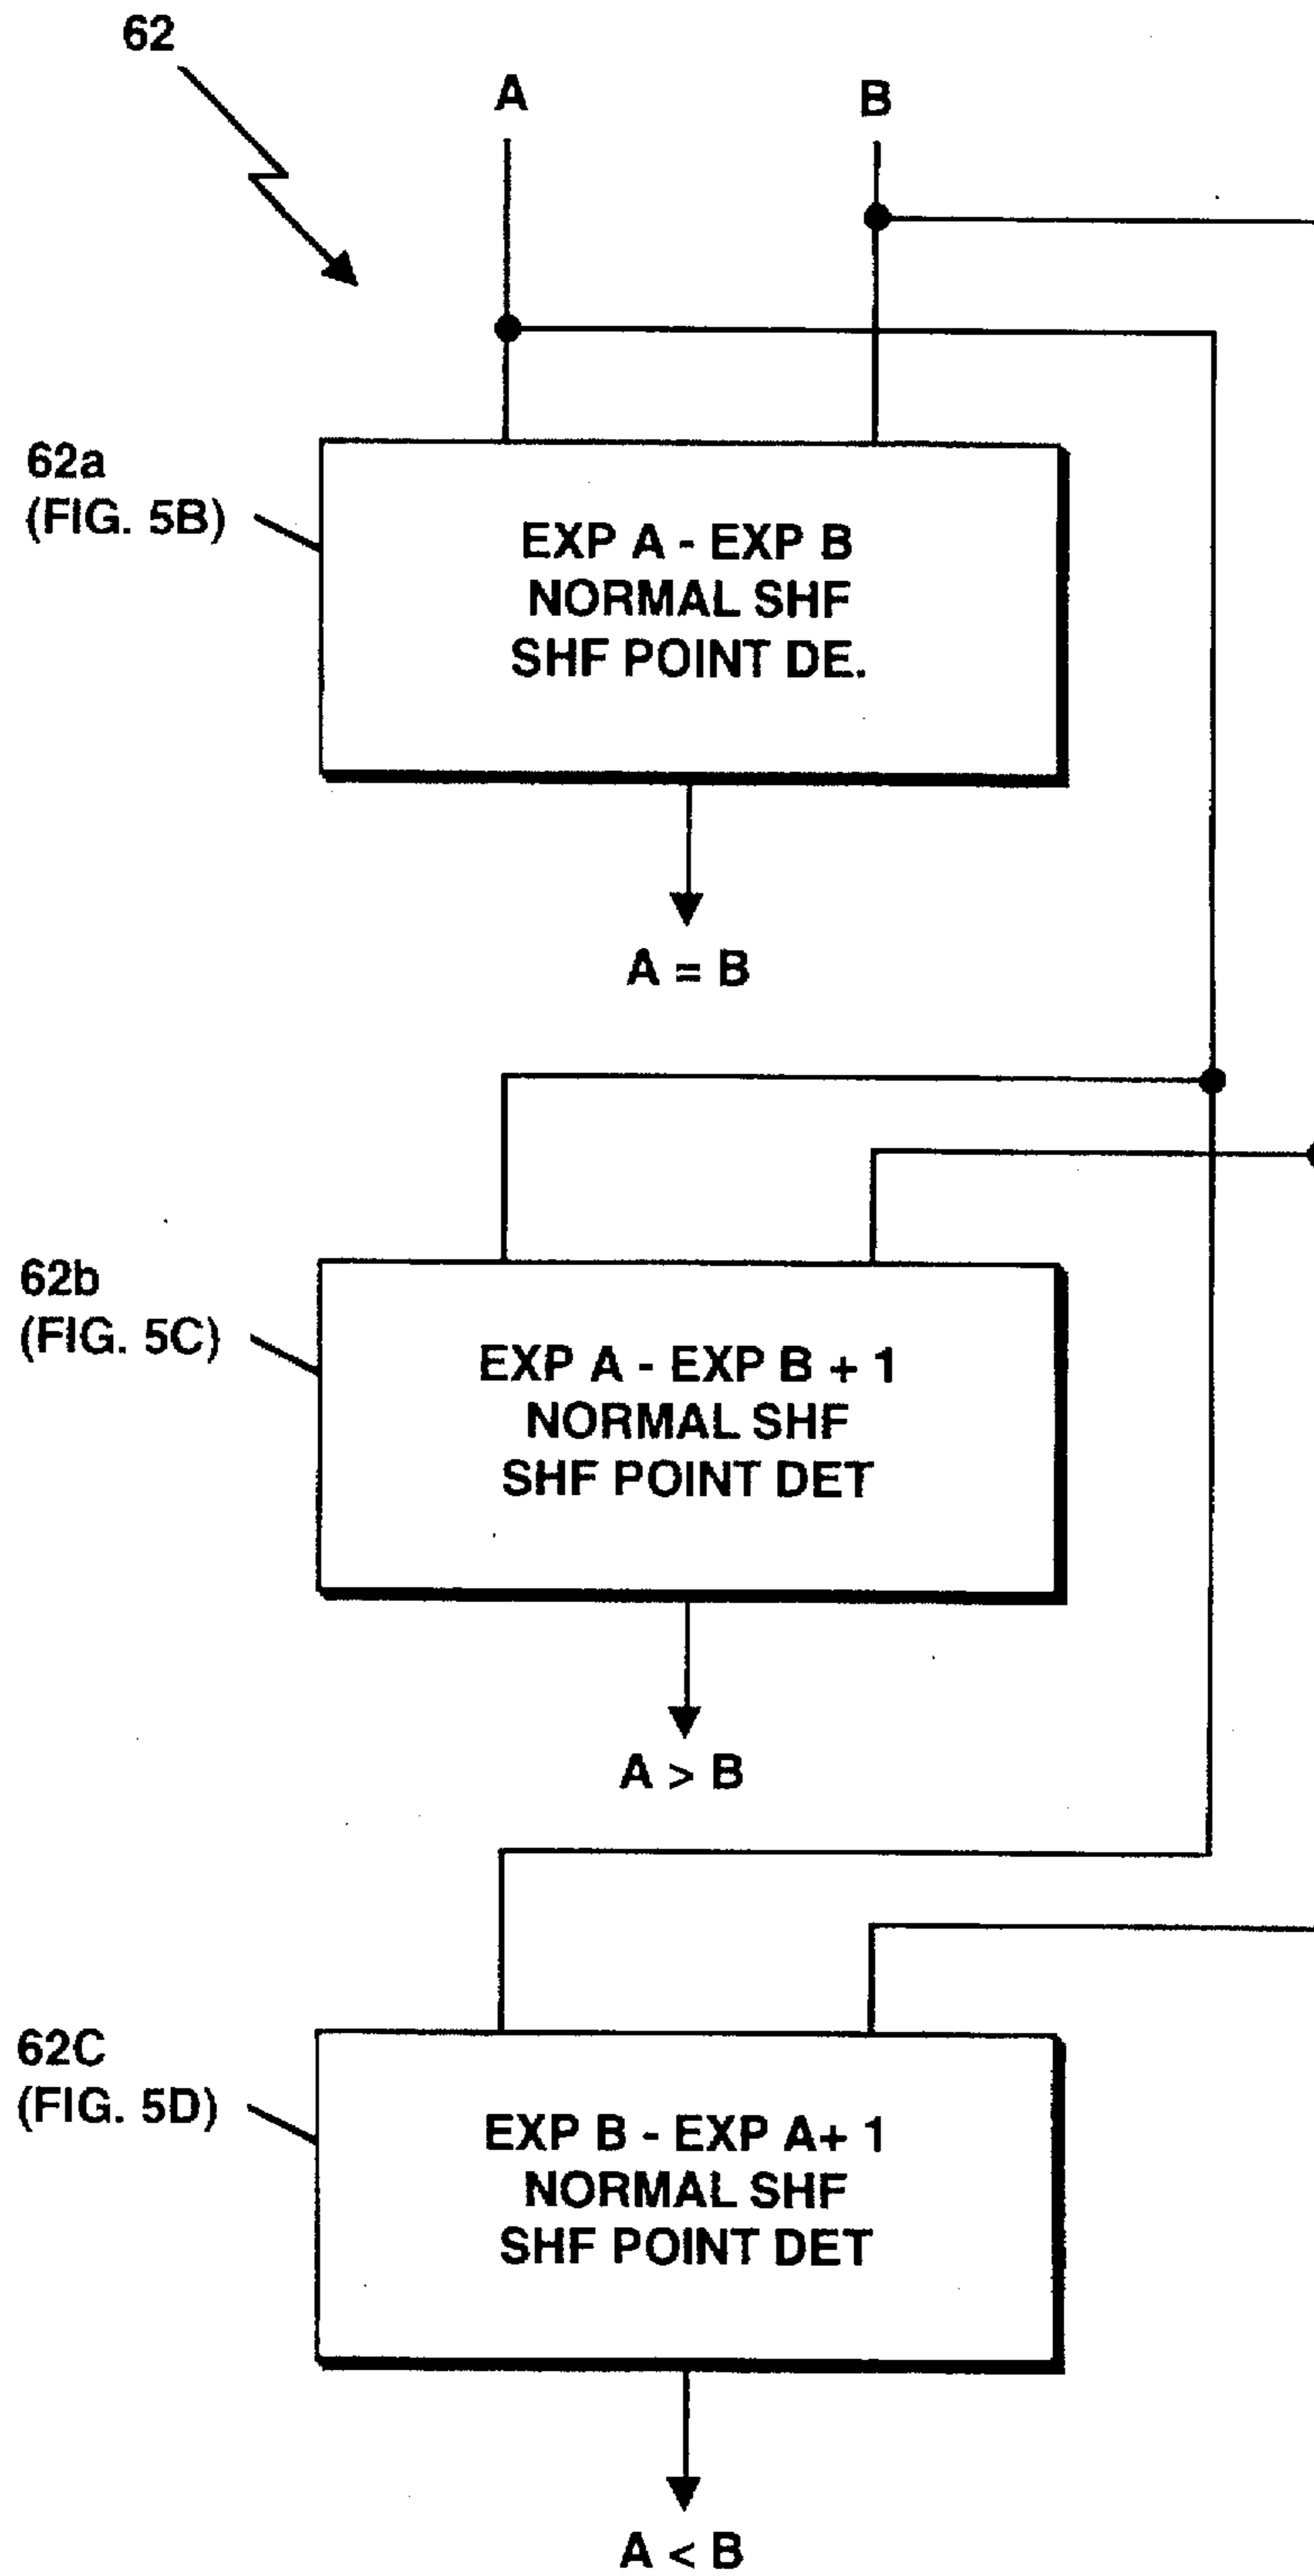 62
A
B
62a
(FIG. 5B)
EXP A - EXP B
NORMAL SHF
SHF POINT DE.
A = B
62b
(FIG. 5C)
EXP A - EXP B + 1
NORMAL SHF
SHF POINT DET
A > B
62C
(FIG. 5D)
EXP B - EXP A+ 1
NORMAL SHF
SHF POINT DET
A < B